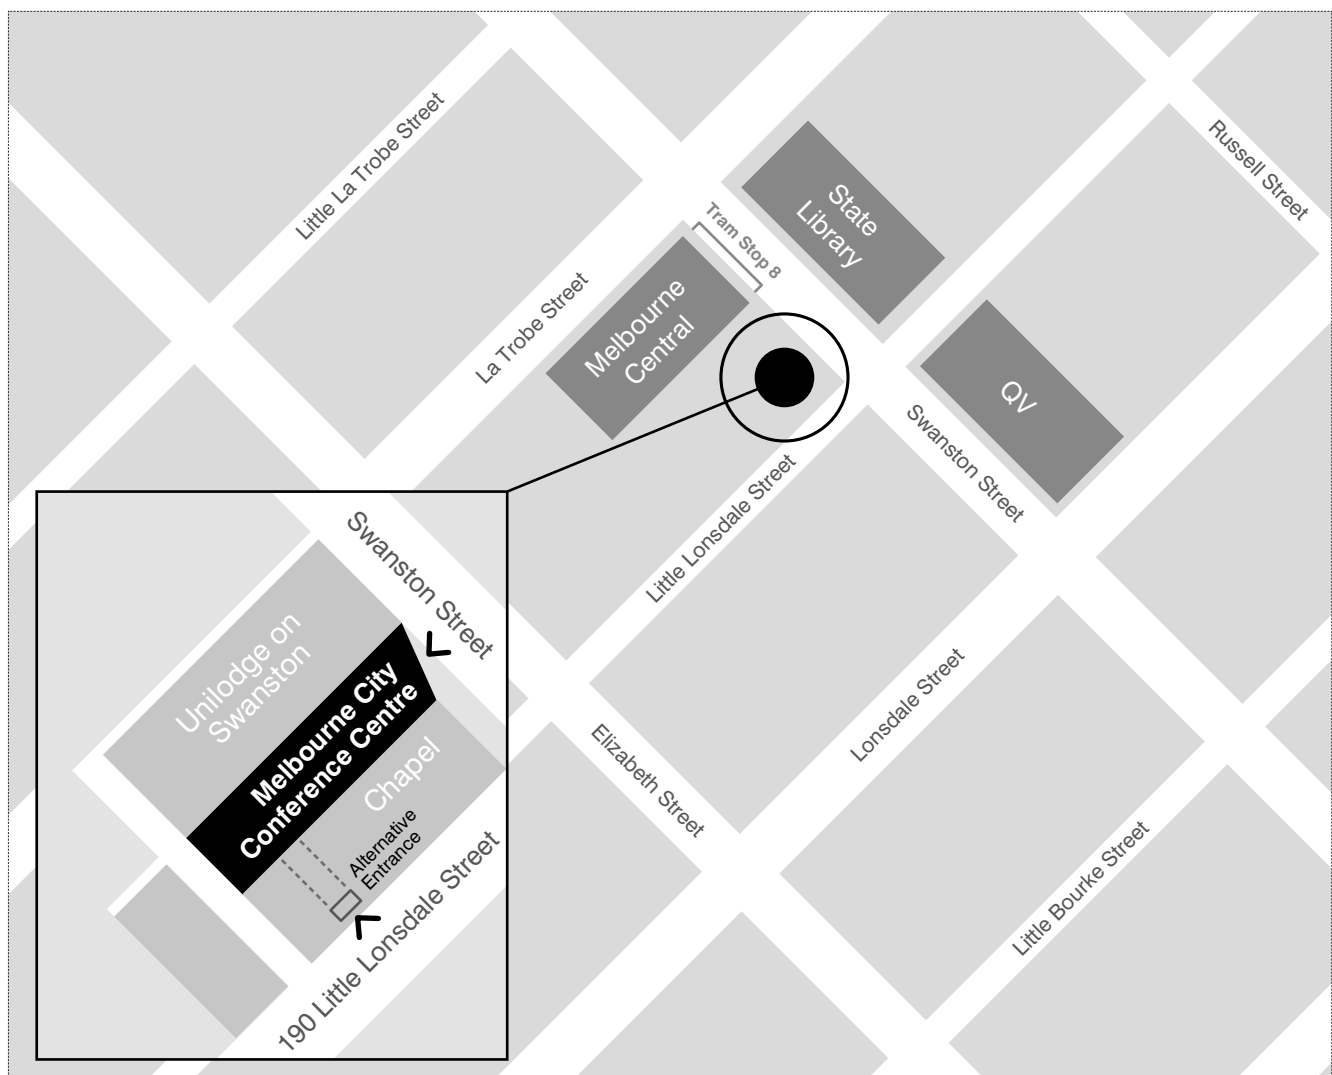 Little La Trobe Street
Russell Street
State
Library
Tram Stop 8
La Trobe Street
Melbourne
Central
QV
Swanston Street
Little Lonsdale Street
Swanston Street
Unilodge on
Swanston
Melbourne City
Conference Centre
Chapel
Alternative
Entrance
190 Little Lonsdale Street
Elizabeth Street
Lonsdale Street
Little Bourke Street